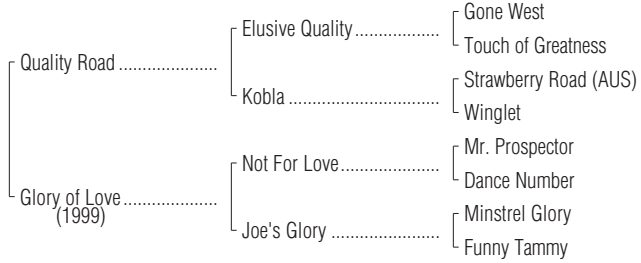 Gone West
Elusive Quality
Touch of Greatness
Quality Road
Strawberry Road (AUS)
Kobla
Winglet
Mr. Prospector
Not For Love
Dance Number
Glory of Love
(1999)
Minstrel Glory
Joe's Glory
Funny Tammy